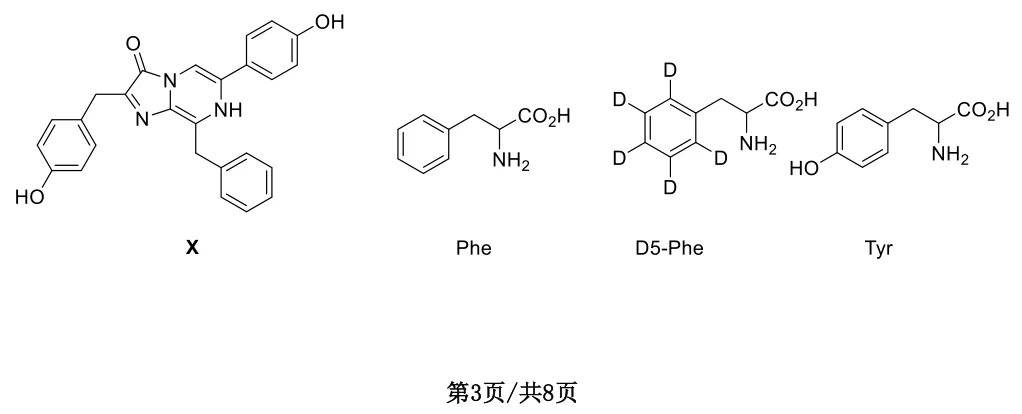 OH
O
N
N
NH
HO
X
CO₂H
NH₂
Phe
D
D
D
D
D
CO₂H
NH₂
D5-Phe
HO
CO₂H
NH₂
Tyr
第3页/共8页